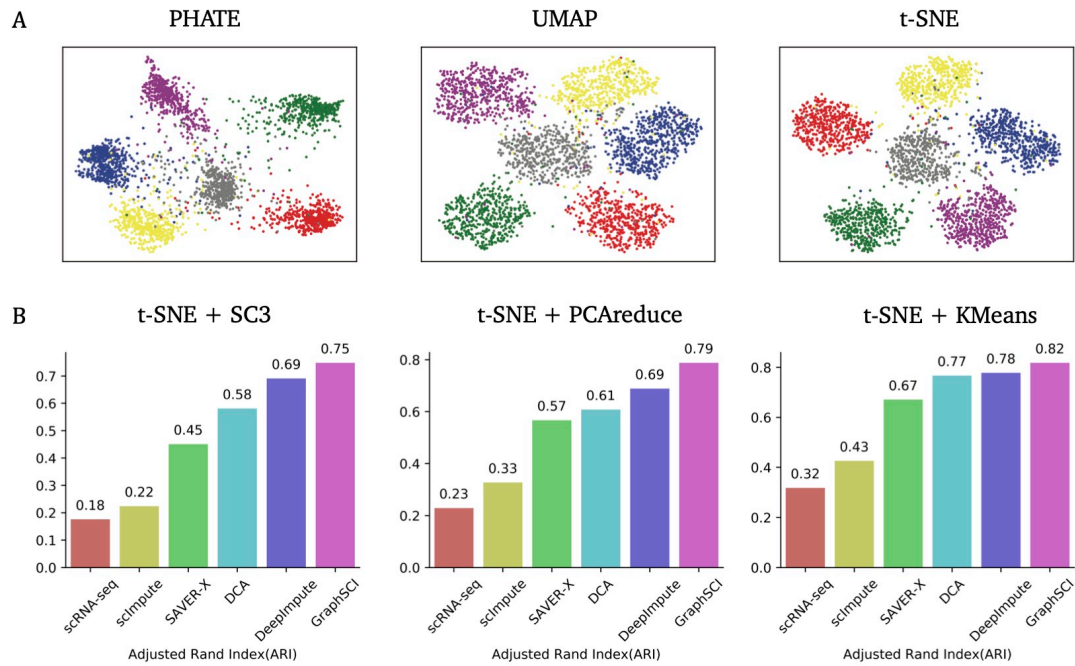 A
PHATE
UMAP
t-SNE
B
t-SNE + SC3
t-SNE + PCAreduce
t-SNE + KMeans
0.7
0.6
0.5
0.4
0.3
0.2
0.1
0.0
0.18
0.22
0.45
0.58
0.69
0.75
scRNA-seq
scImpute
SAVER-X
DCA
DeepImpute
GraphSCI
Adjusted Rand Index(ARI)
0.8
0.6
0.4
0.2
0.0
0.23
0.33
0.57
0.61
0.69
0.79
scRNA-seq
scImpute
SAVER-X
DCA
DeepImpute
GraphSCI
Adjusted Rand Index(ARI)
0.8
0.6
0.4
0.2
0.0
0.32
0.43
0.67
0.77
0.78
0.82
scRNA-seq
scImpute
SAVER-X
DCA
DeepImpute
GraphSCI
Adjusted Rand Index(ARI)